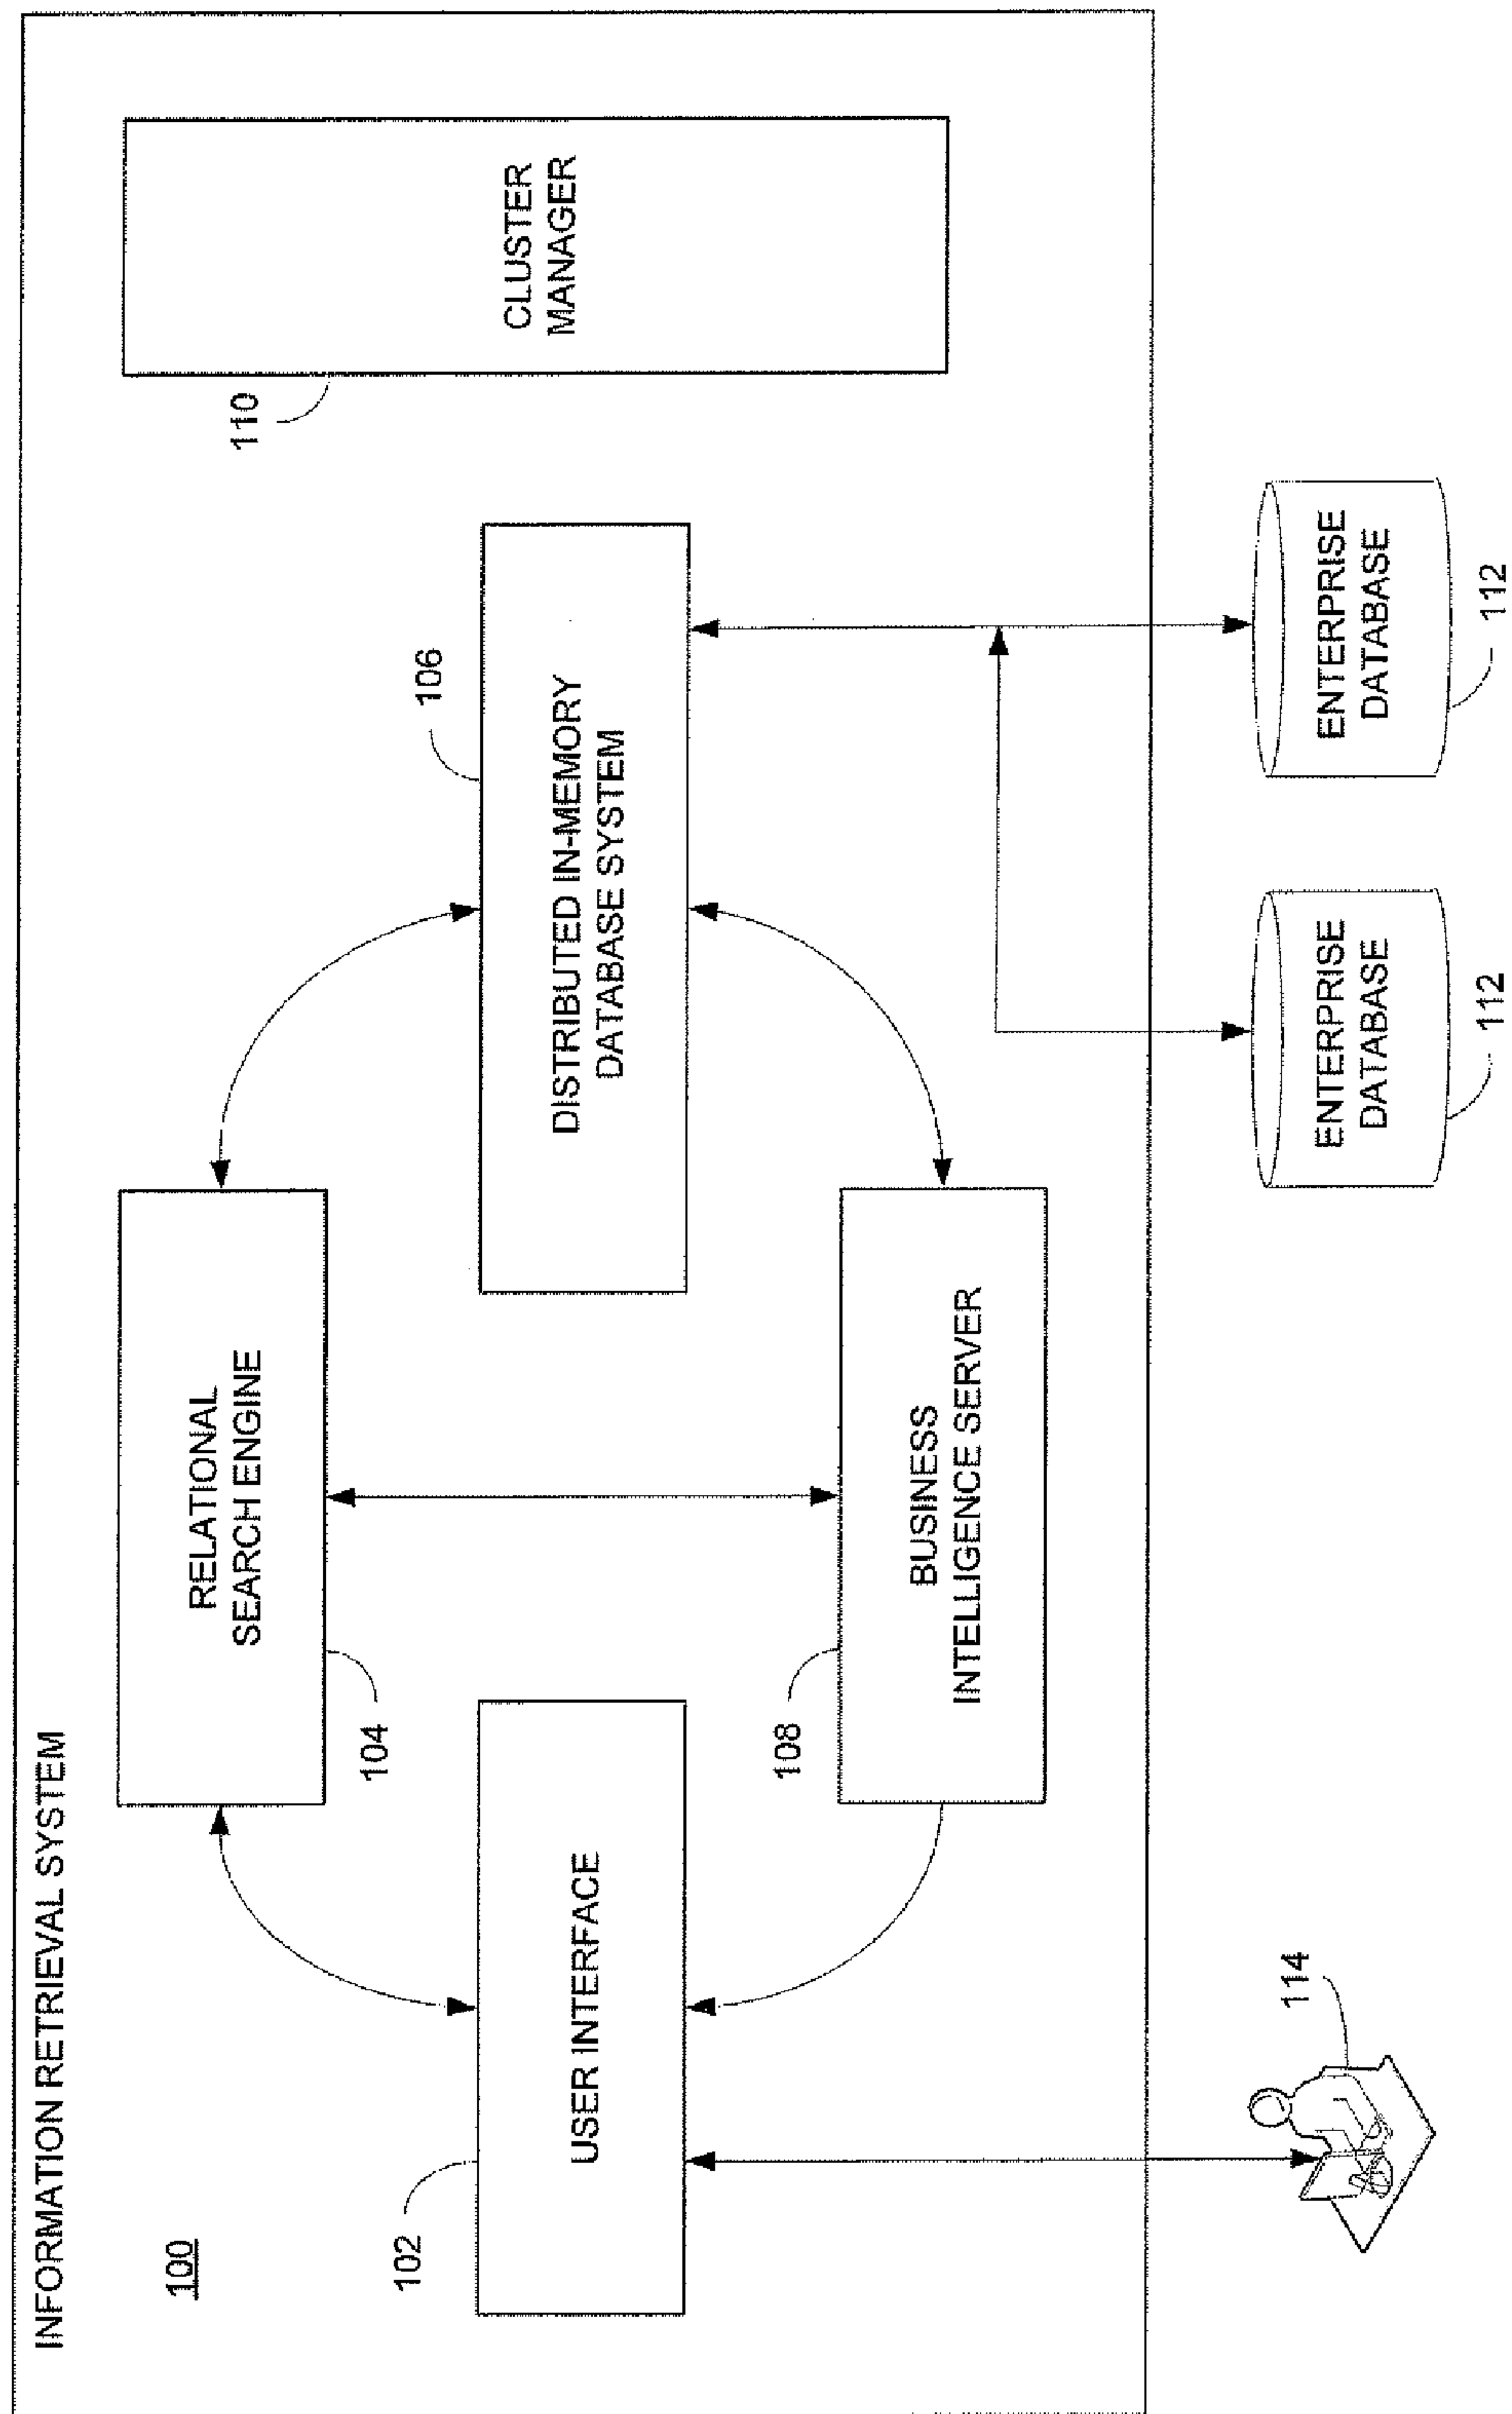 INFORMATION RETRIEVAL SYSTEM
100
RELATIONAL
SEARCH ENGINE
104
CLUSTER
MANAGER
110
102
USER INTERFACE
106
DISTRIBUTED IN-MEMORY
DATABASE SYSTEM
108
BUSINESS
INTELLIGENCE SERVER
114
ENTERPRISE
DATABASE
112
ENTERPRISE
DATABASE
112